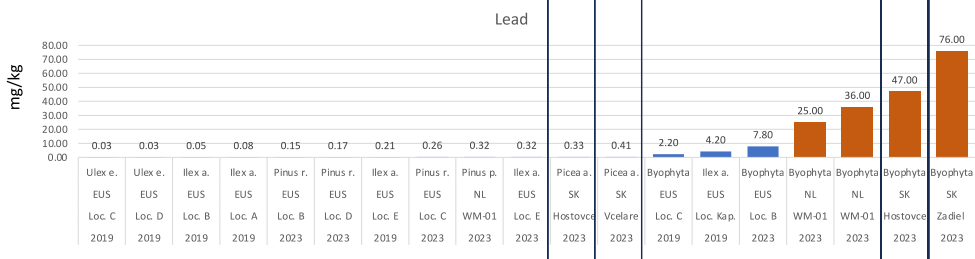 Lead
mg/kg
80.00
70.00
60.00
50.00
40.00
30.00
20.00
10.00
0.00
0.03 0.03 0.05 0.08 0.15 0.17 0.21 0.26 0.32 0.32 0.33 0.41 2.20 4.20 7.80 25.00 36.00 47.00 76.00
Ulex e. Ulex e. Ilex a. Ilex a. Pinus r. Pinus r. Ilex a. Pinus r. Pinus p. Ilex a. Picea a. Picea a. Byophyta Ilex a. Byophyta Byophyta Byophyta Byophyta Byophyta
EUS EUS EUS EUS EUS EUS EUS EUS NL EUS SK SK EUS EUS EUS NL NL SK SK
Loc. C Loc. D Loc. B Loc. A Loc. B Loc. D Loc. E Loc. C WM-01 Loc. E Hostovce Vcelare Loc. C Loc. Kap. Loc. B WM-01 WM-01 Hostovce Zadiel
2019 2019 2019 2019 2023 2023 2019 2023 2023 2023 2023 2023 2019 2019 2023 2023 2023 2023 2023